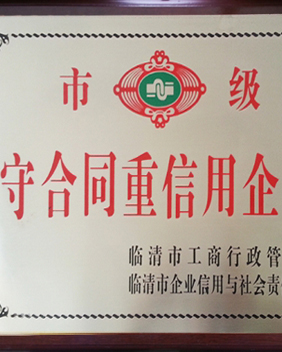 市级
守合同重信用企
临清市工商行政管
临清市企业信用与社会责